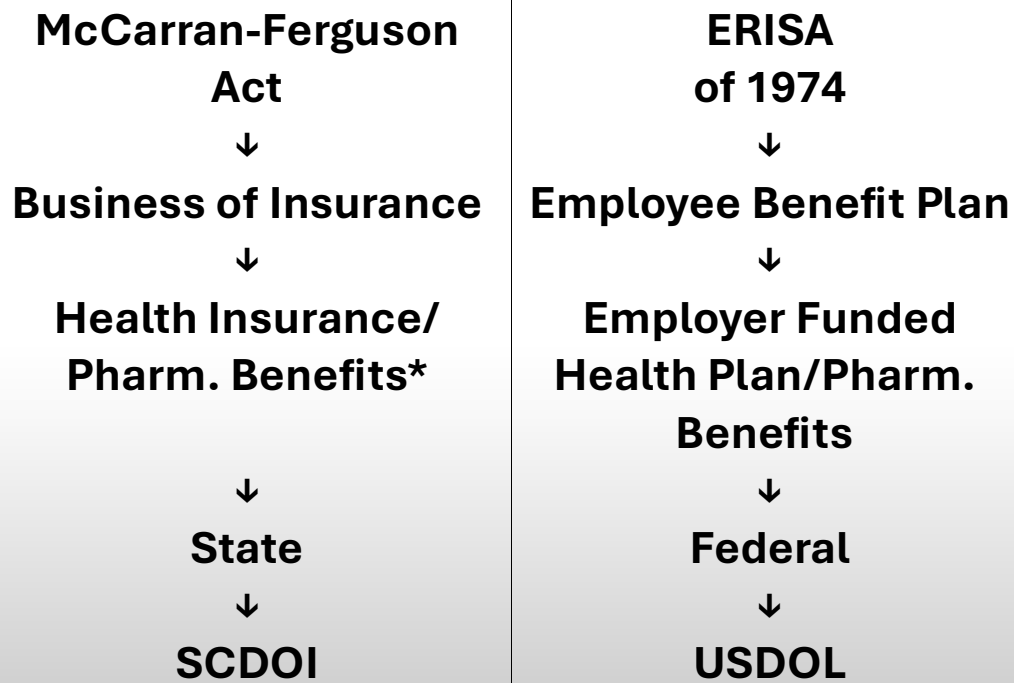 McCarran-Ferguson
Act
↓
Business of Insurance
↓
Health Insurance/
Pharm. Benefits*
↓
State
↓
SCDOI
ERISA
of 1974
↓
Employee Benefit Plan
↓
Employer Funded
Health Plan/Pharm.
Benefits
↓
Federal
↓
USDOL